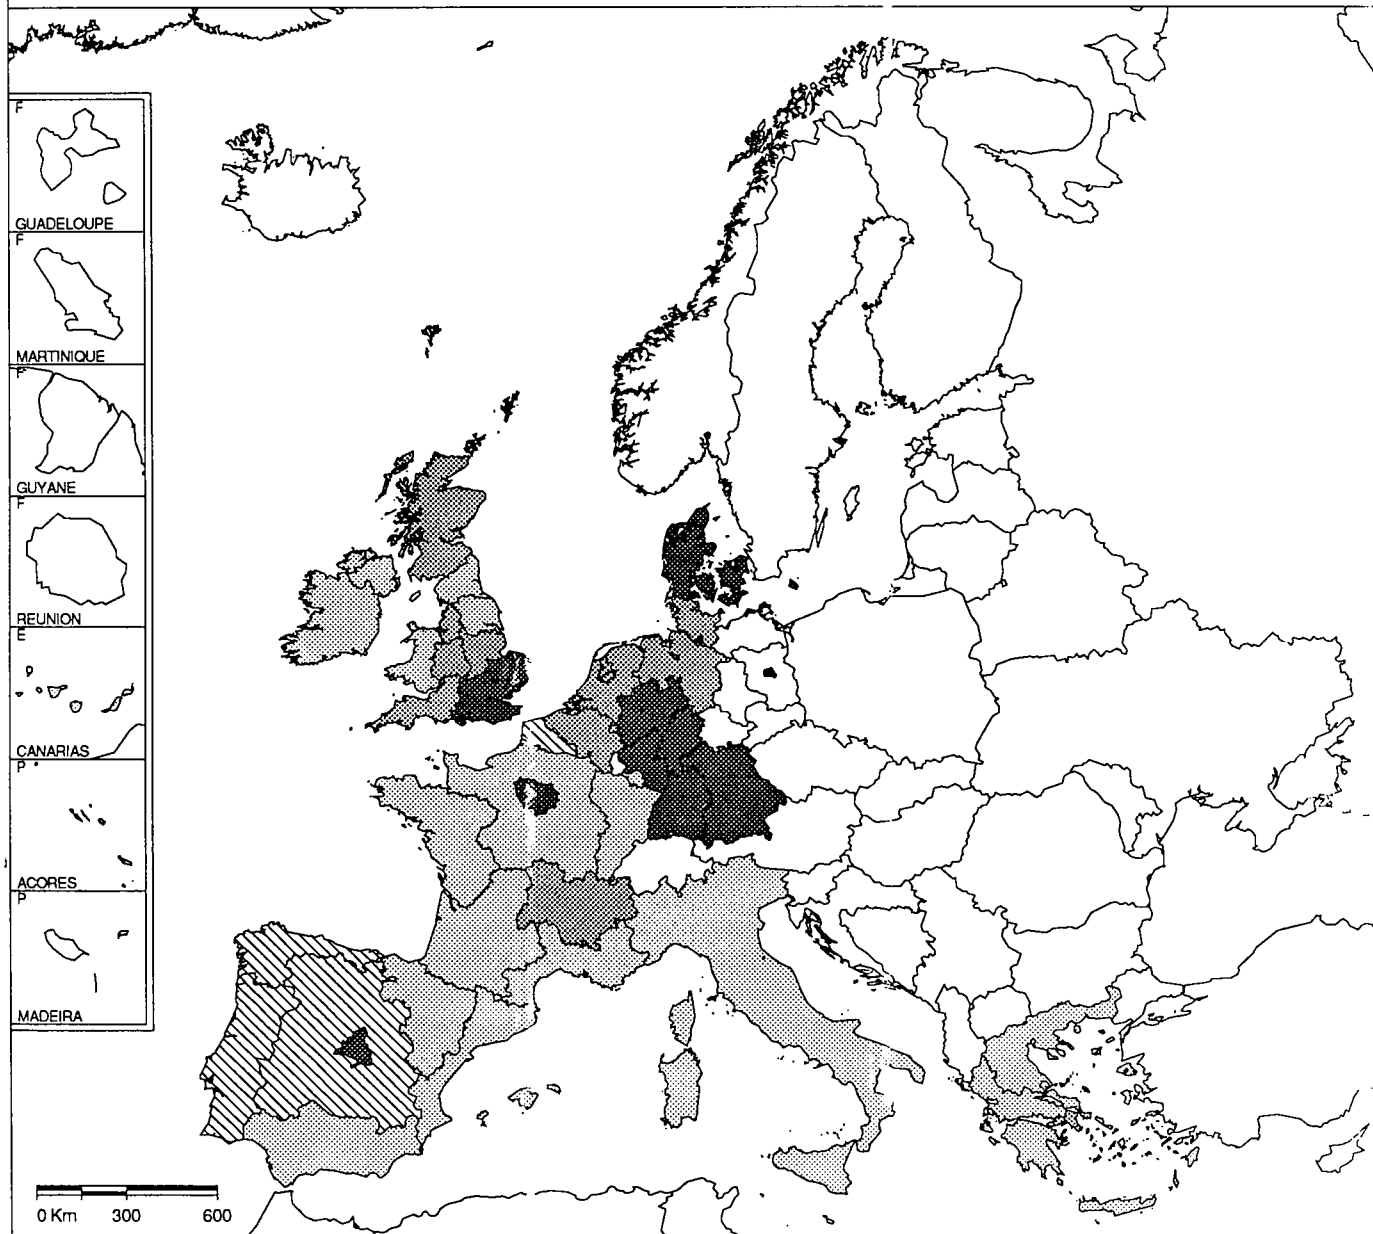 F
GUADELOUPE
F
MARTINIQUE
F
GUYANE
F
REUNION
E
CANARIAS
P
ACORES
P
MADEIRA
0 Km 300 600